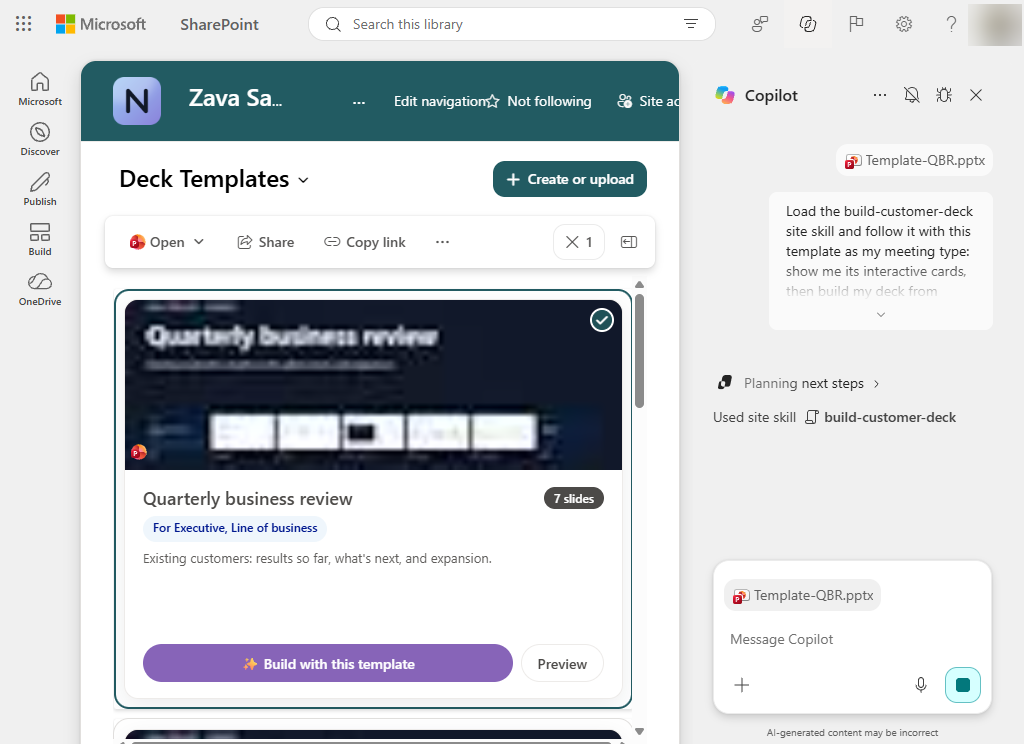 Microsoft
SharePoint
Search this library
Microsoft
Discover
Publish
Build
OneDrive
N
Zava Sa...
...
Edit navigation
Not following
Site ac
Deck Templates
Create or upload
Open
Share
Copy link
1
Quarterly business review
Quarterly business review
7 slides
For Executive, Line of business
Existing customers: results so far, what's next, and expansion.
✨ Build with this template
Preview
Copilot
Template-QBR.pptx
Load the build-customer-deck
site skill and follow it with this
template as my meeting type:
show me its interactive cards,
then build my deck from
Planning next steps
Used site skill build-customer-deck
Template-QBR.pptx
Message Copilot
AI-generated content may be incorrect